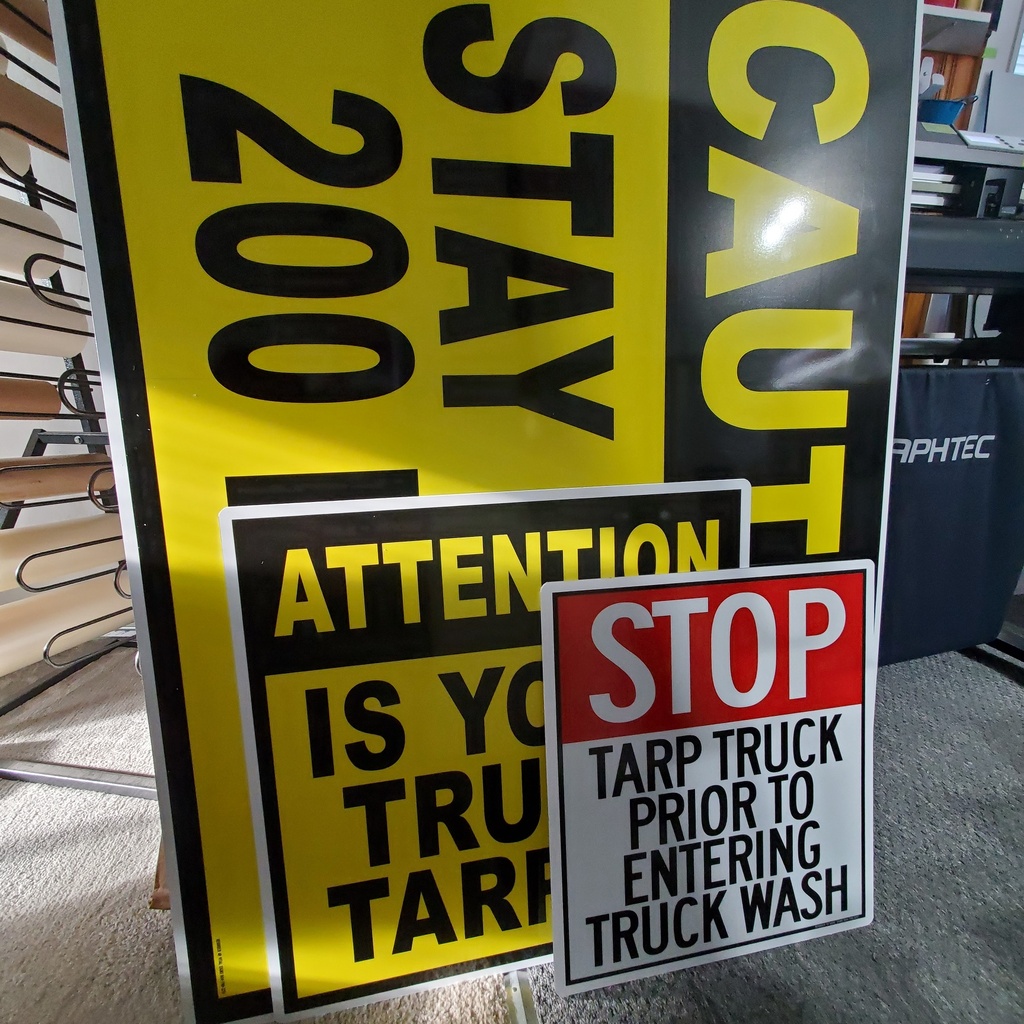 CAUT
STAY
200
ATTENTION
IS YO
TRU
TARP
STOP
TARP TRUCK
PRIOR TO
ENTERING
TRUCK WASH
APHTEC